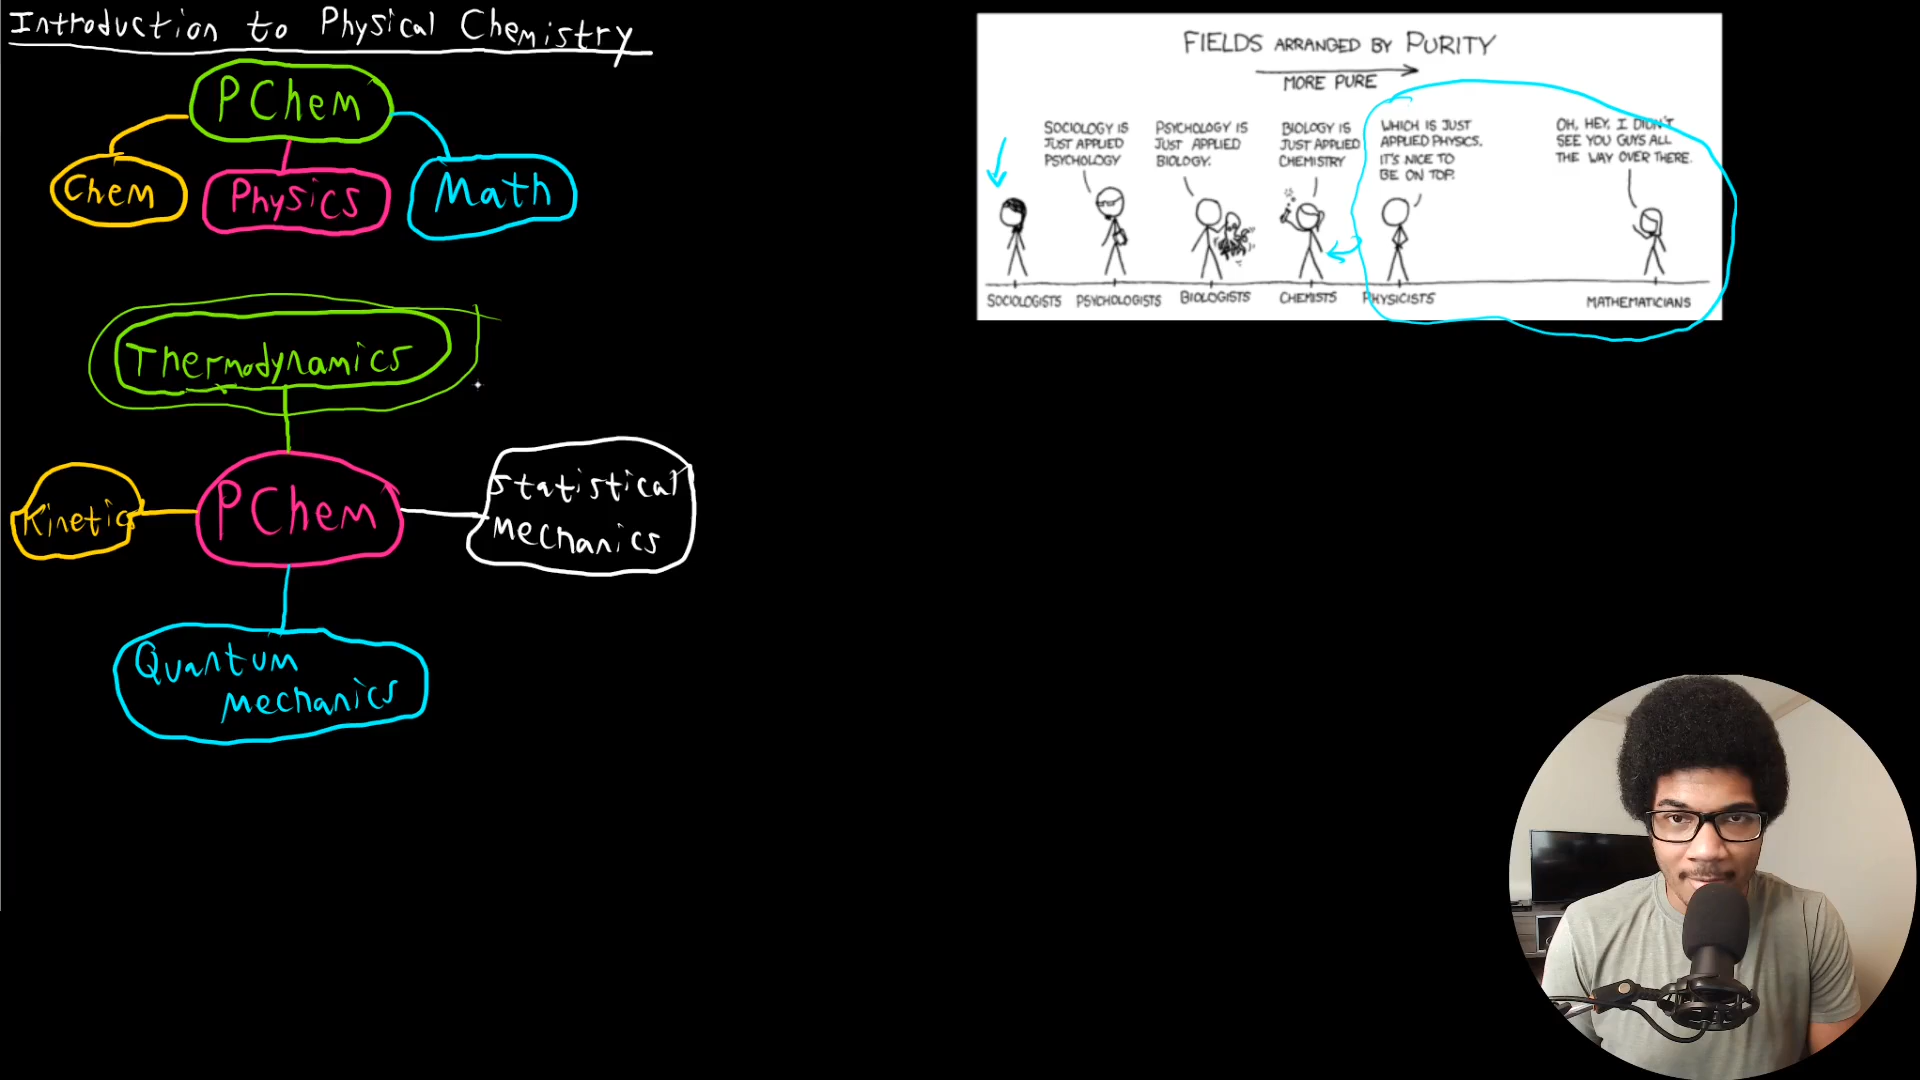 Introduction to Physical Chemistry
PChem
Chem
Physics
Math
Thermodynamics
Kinetic
PChem
Statistical
Mechanics
Quantum
Mechanics
FIELDS ARRANGED BY PURITY
MORE PURE
SOCIOLOGY IS
JUST APPLIED
PSYCHOLOGY
PSYCHOLOGY IS
JUST APPLIED
BIOLOGY.
BIOLOGY IS
JUST APPLIED
CHEMISTRY
WHICH IS JUST
APPLIED PHYSICS.
IT'S NICE TO
BE ON TOP.
OH, HEY, I DIDN'T
SEE YOU GUYS ALL
THE WAY OVER THERE.
SOCIOLOGISTS
PSYCHOLOGISTS
BIOLOGISTS
CHEMISTS
PHYSICISTS
MATHEMATICIANS